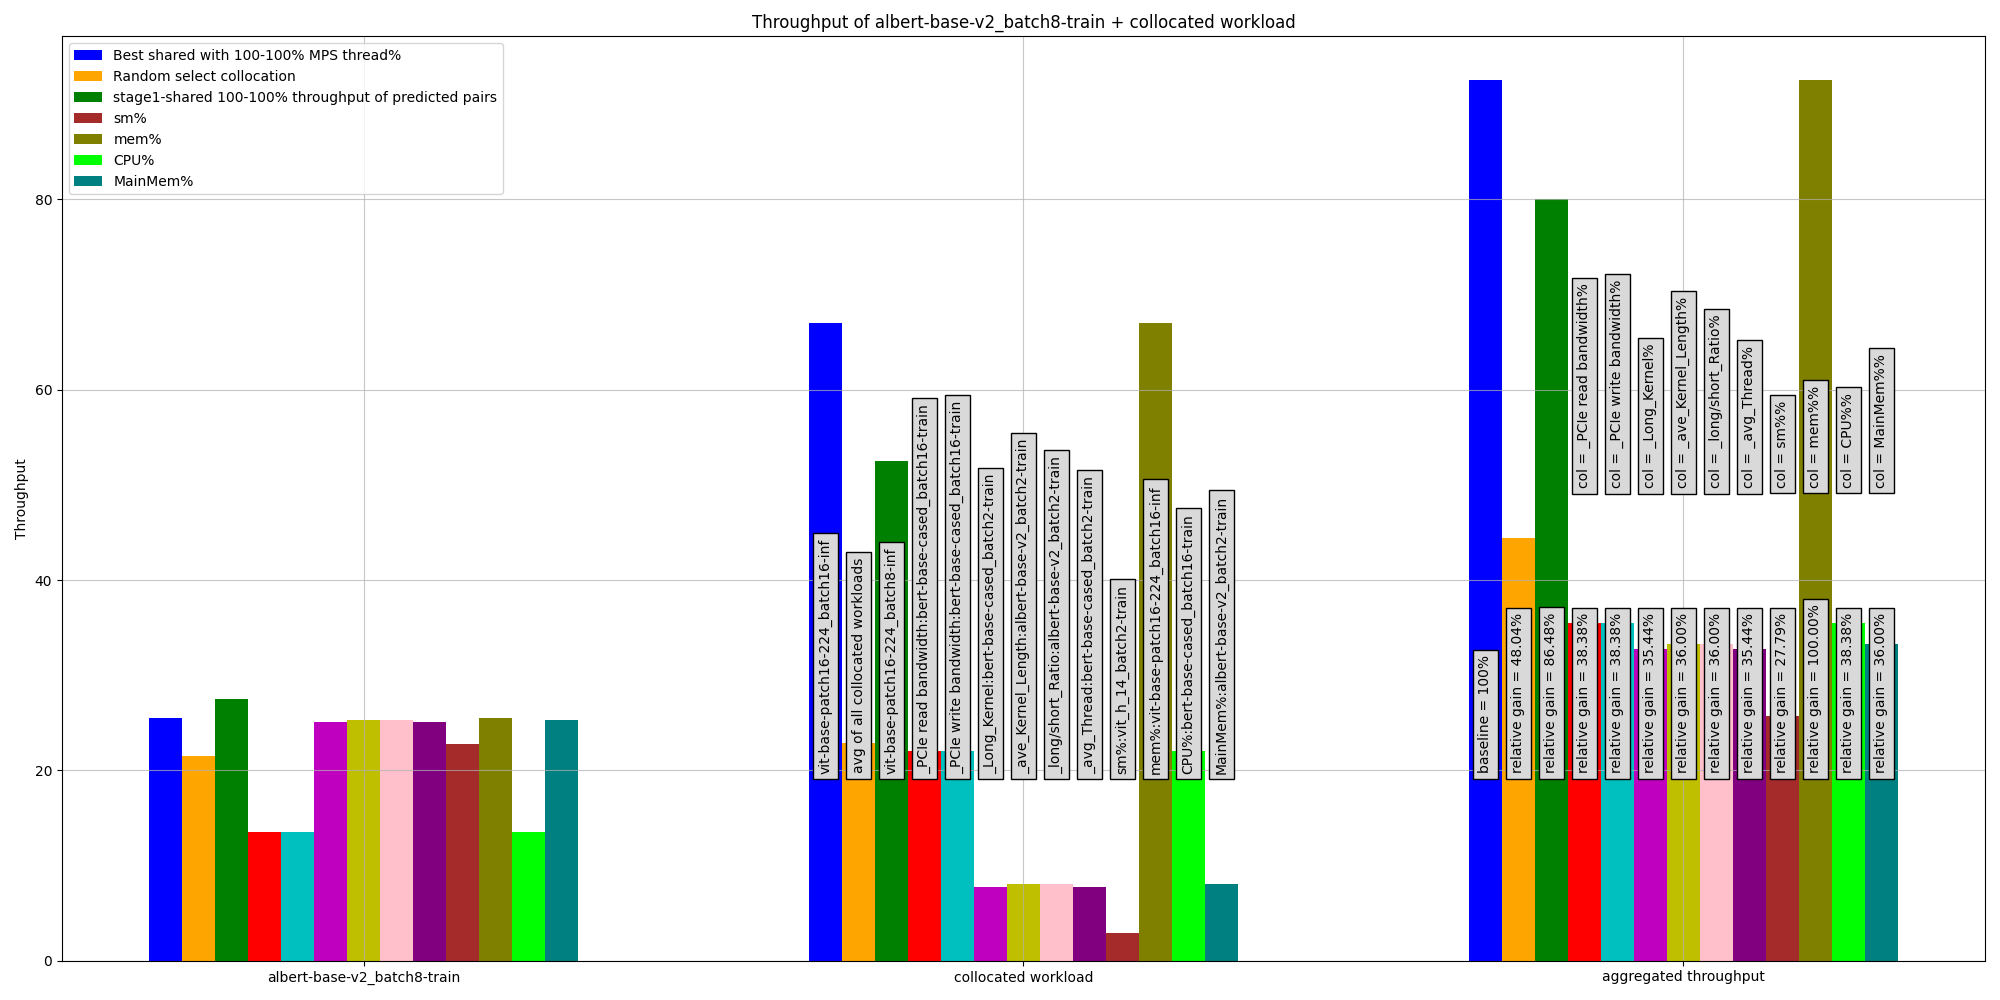 Throughput of albert-base-v2_batch8-train + collocated workload
Best shared with 100-100% MPS thread%
Random select collocation
stage1-shared 100-100% throughput of predicted pairs
sm%
mem%
CPU%
MainMem%
Throughput
80
60
40
20
0
vit-base-patch16-224_batch16-inf
avg of all collocated workloads
vit-base-patch16-224_batch8-inf
_PCIe read bandwidth:bert-base-cased_batch16-train
_PCIe write bandwidth:bert-base-cased_batch16-train
_Long_Kernel:bert-base-cased_batch2-train
_ave_Kernel_Length:albert-base-v2_batch2-train
_long/short_Ratio:albert-base-v2_batch2-train
_avg_Thread:bert-base-cased_batch2-train
sm%:vit_h_14_batch2-train
mem%:vit-base-patch16-224_batch16-inf
CPU%:bert-base-cased_batch16-train
MainMem%:albert-base-v2_batch2-train
col = _PCIe read bandwidth%
col = _PCIe write bandwidth%
col = _Long_Kernel%
col = _ave_Kernel_Length%
col = _long/short_Ratio%
col = _avg_Thread%
col = sm%%
col = mem%%
col = CPU%%
col = MainMem%%
baseline = 100%
relative gain = 48.04%
relative gain = 86.48%
relative gain = 38.38%
relative gain = 38.38%
relative gain = 35.44%
relative gain = 36.00%
relative gain = 36.00%
relative gain = 35.44%
relative gain = 27.79%
relative gain = 100.00%
relative gain = 38.38%
relative gain = 36.00%
albert-base-v2_batch8-train
collocated workload
aggregated throughput